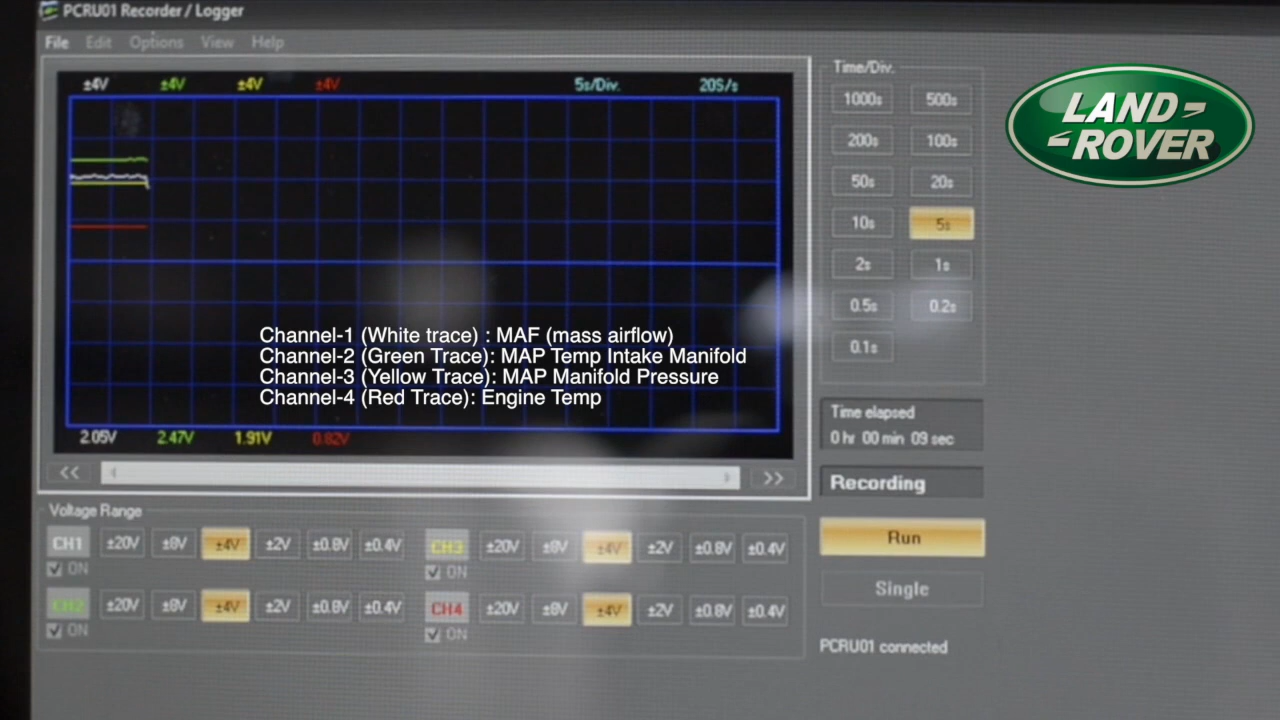 PCRU01 Recorder / Logger
File Edit Options View Help
±4V ±4V ±4V ±4V 5s/Div. 20S/s
Channel-1 (White trace) : MAF (mass airflow)
Channel-2 (Green Trace): MAP Temp Intake Manifold
Channel-3 (Yellow Trace): MAP Manifold Pressure
Channel-4 (Red Trace): Engine Temp
2.05V 2.47V 1.91V 0.82V
<< >>
Time/Div.
1000s 500s
200s 100s
50s 20s
10s 5s
2s 1s
0.5s 0.2s
0.1s
LAND
ROVER
Time elapsed
0 hr 00 min 09 sec
Recording
Run
Single
PCRU01 connected
Voltage Range
CH1 ±20V ±8V ±4V ±2V ±0.8V ±0.4V
ON
CH2 ±20V ±8V ±4V ±2V ±0.8V ±0.4V
ON
CH3 ±20V ±8V ±4V ±2V ±0.8V ±0.4V
ON
CH4 ±20V ±8V ±4V ±2V ±0.8V ±0.4V
ON